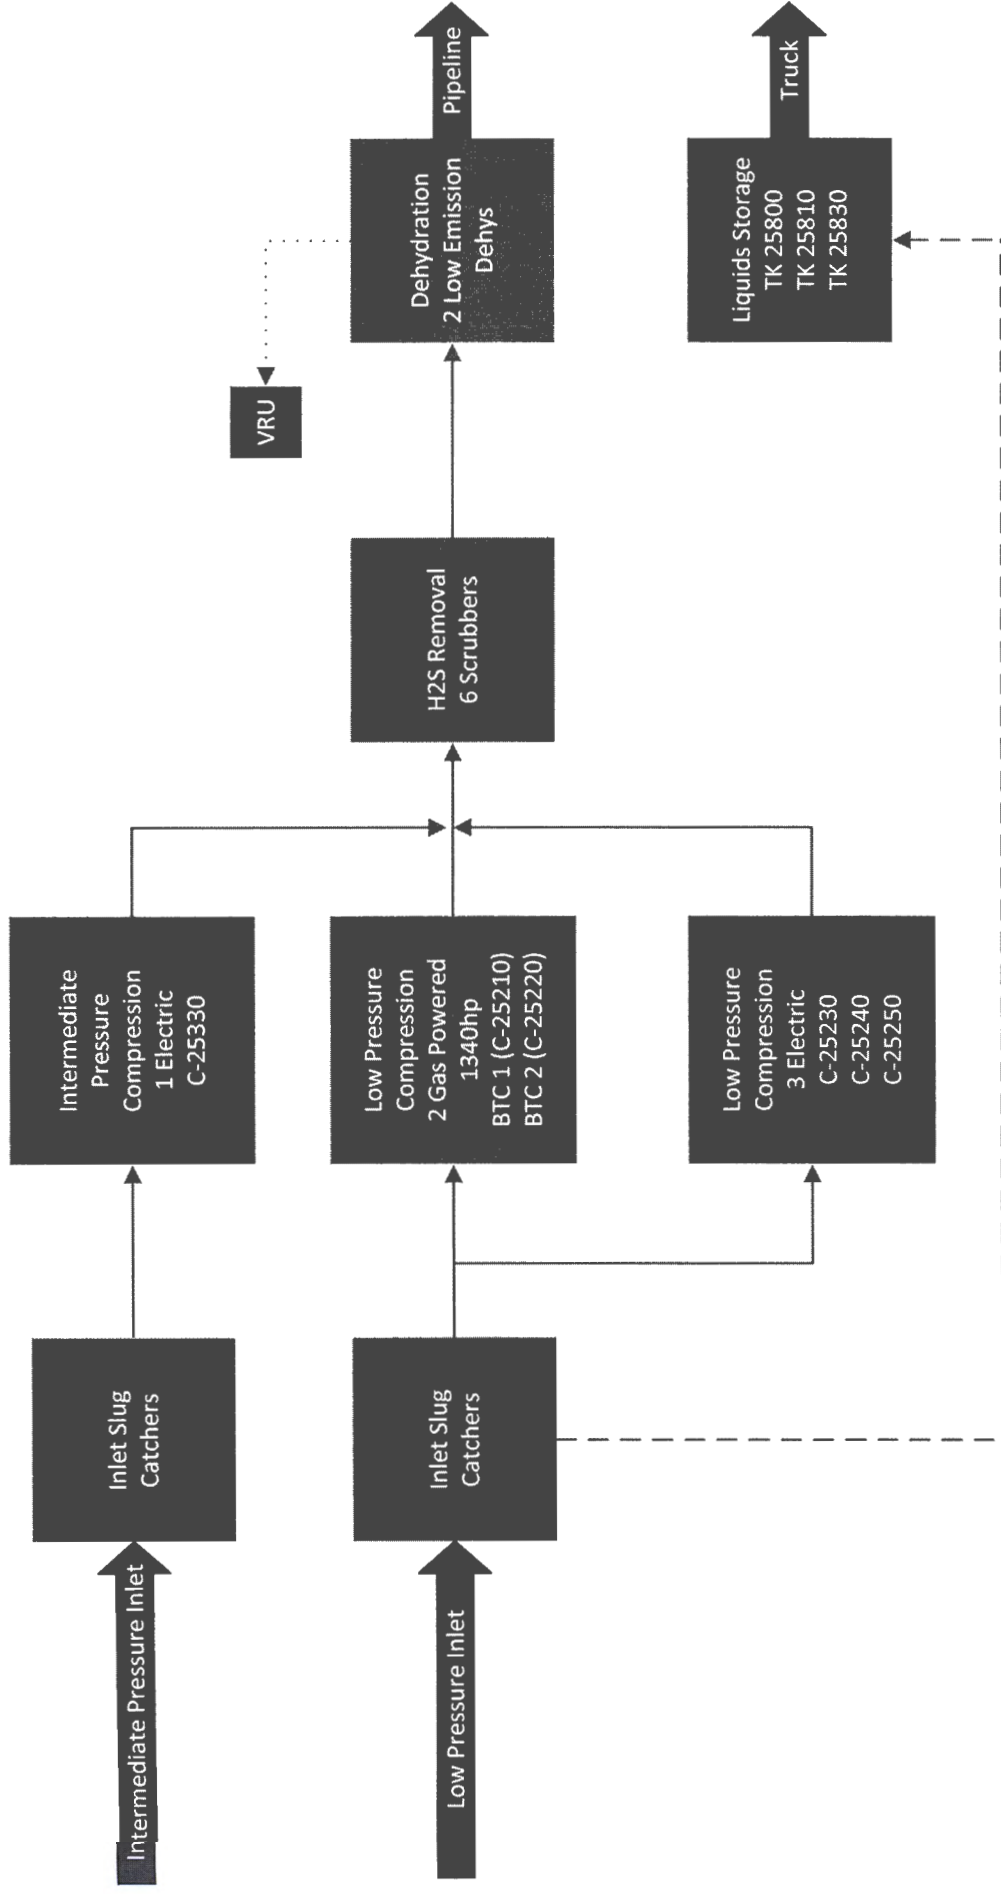 Intermediate Pressure Inlet
Inlet Slug
Catchers
Intermediate
Pressure
Compression
1 Electric
C-25330
Low Pressure Inlet
Inlet Slug
Catchers
Low Pressure
Compression
2 Gas Powered
1340hp
BTC 1 (C-25210)
BTC 2 (C-25220)
Low Pressure
Compression
3 Electric
C-25230
C-25240
C-25250
H2S Removal
6 Scrubbers
VRU
Dehydration
2 Low Emission
Dehys
Pipeline
Liquids Storage
TK 25800
TK 25810
TK 25830
Truck